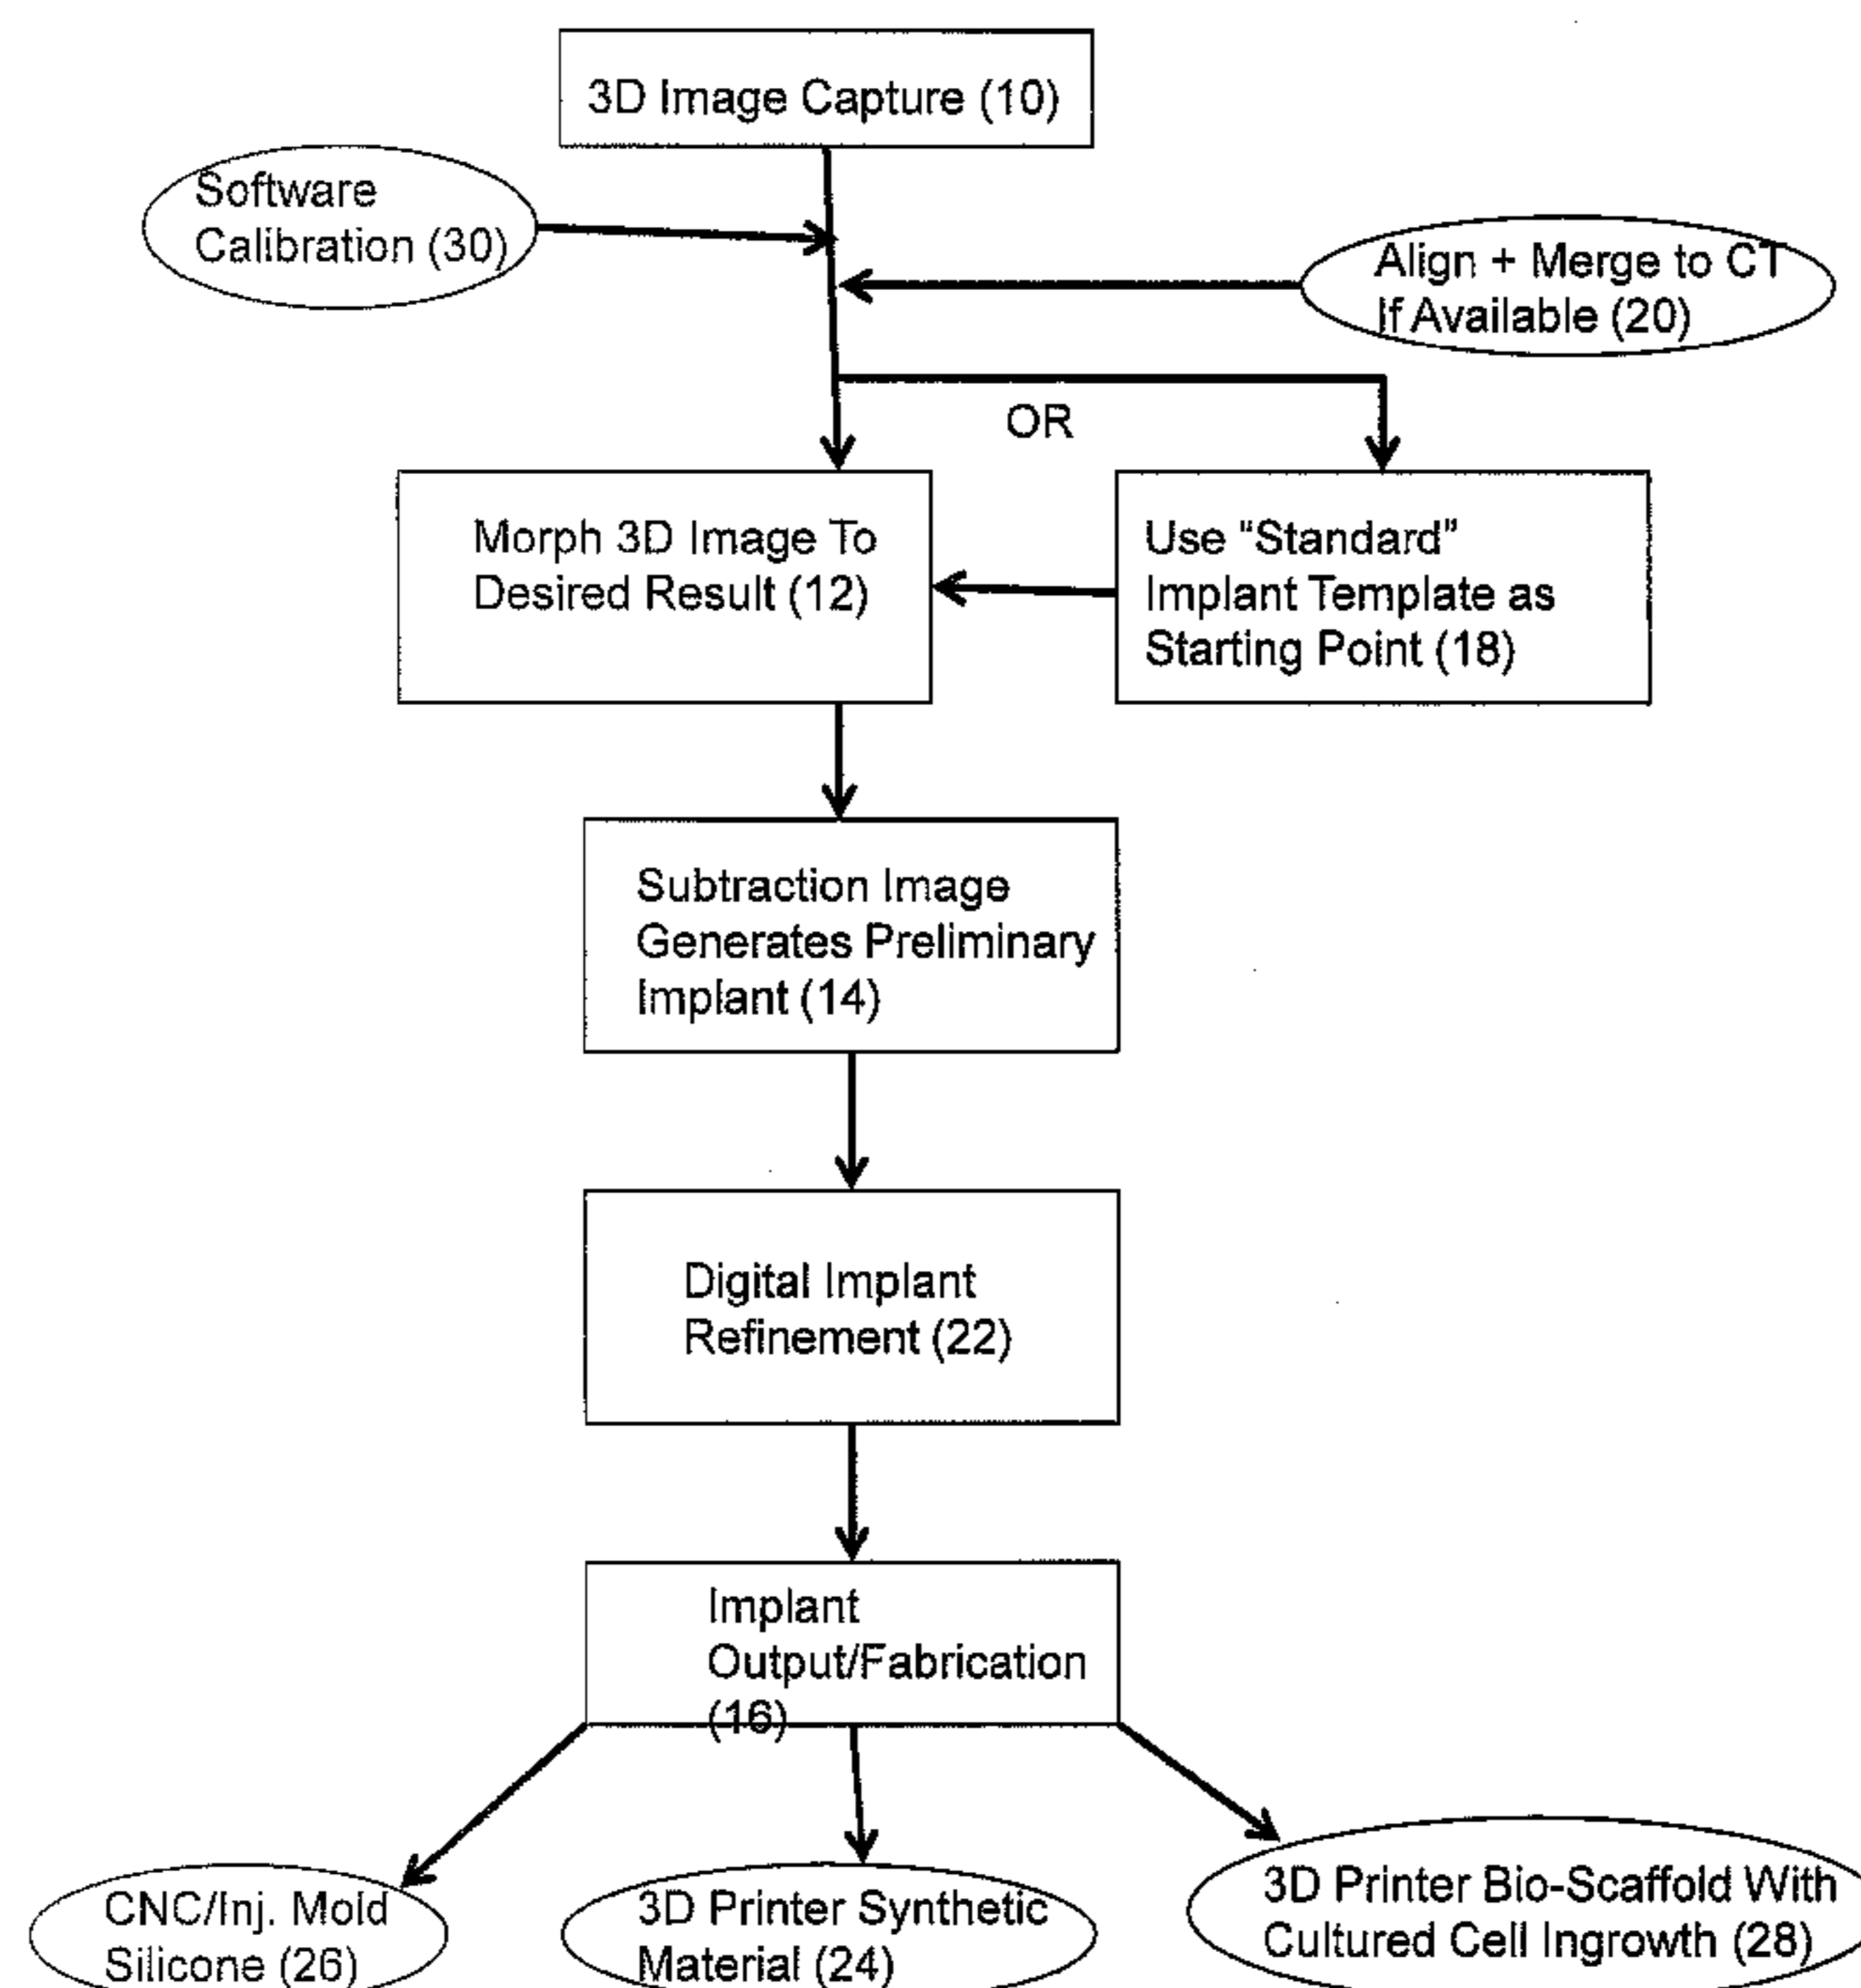 3D Image Capture (10)
Software
Calibration (30)
Align + Merge to CT
If Available (20)
OR
Morph 3D Image To
Desired Result (12)
Use “Standard”
Implant Template as
Starting Point (18)
Subtraction Image
Generates Preliminary
Implant (14)
Digital Implant
Refinement (22)
Implant
Output/Fabrication
(16)
CNC/Inj. Mold
Silicone (26)
3D Printer Synthetic
Material (24)
3D Printer Bio-Scaffold With
Cultured Cell Ingrowth (28)